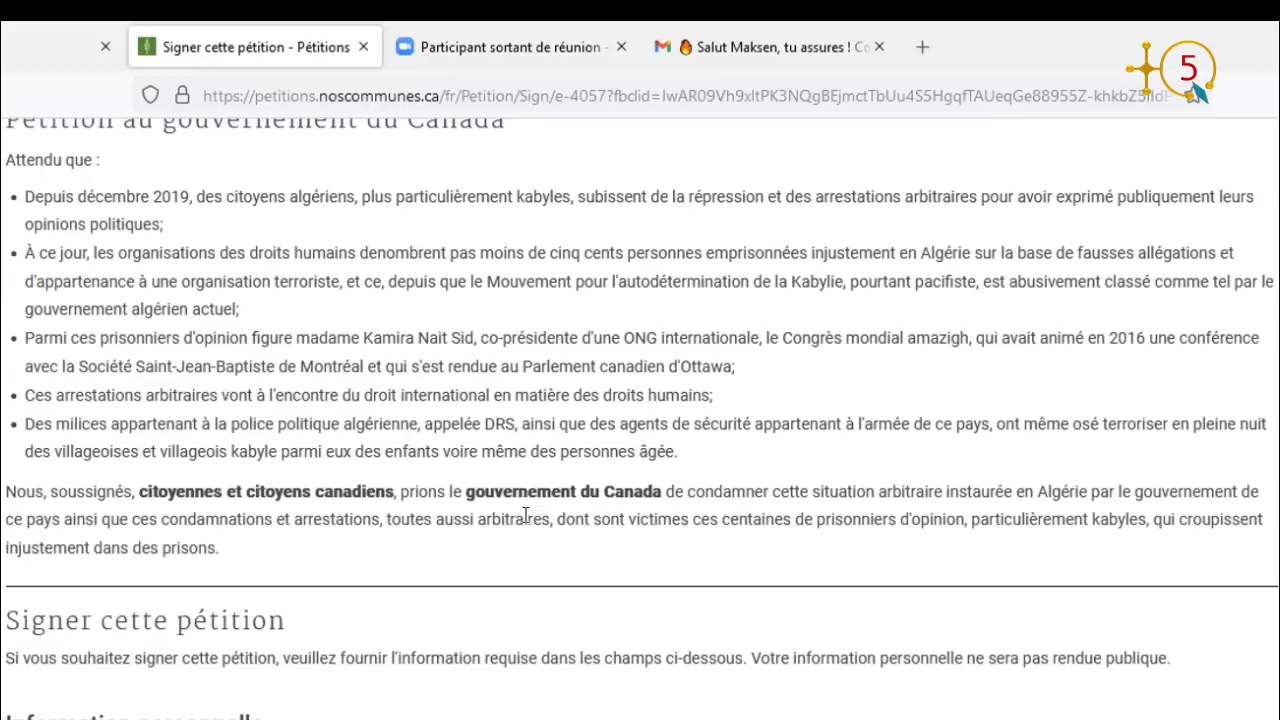 Signer cette pétition - Pétitions
Participant sortant de réunion -
🔥 Salut Maksen, tu assures ! Co
5
https://petitions.noscommunes.ca/fr/Petition/Sign/e-4057?fbclid=
Pétition au gouvernement du Canada
Attendu que :
• Depuis décembre 2019, des citoyens algériens, plus particulièrement kabyles, subissent de la répression et des arrestations arbitraires pour avoir exprimé publiquement leurs
opinions politiques;
• À ce jour, les organisations des droits humains denombrent pas moins de cinq cents personnes emprisonnées injustement en Algérie sur la base de fausses allégations et
d'appartenance à une organisation terroriste, et ce, depuis que le Mouvement pour l'autodétermination de la Kabylie, pourtant pacifiste, est abusivement classé comme tel par le
gouvernement algérien actuel;
• Parmi ces prisonniers d'opinion figure madame Kamira Nait Sid, co-présidente d'une ONG internationale, le Congrès mondial amazigh, qui avait animé en 2016 une conférence
avec la Société Saint-Jean-Baptiste de Montréal et qui s'est rendue au Parlement canadien d'Ottawa;
• Ces arrestations arbitraires vont à l'encontre du droit international en matière des droits humains;
• Des milices appartenant à la police politique algérienne, appelée DRS, ainsi que des agents de sécurité appartenant à l'armée de ce pays, ont même osé terroriser en pleine nuit
des villageoises et villageois kabyle parmi eux des enfants voire même des personnes âgée.
Nous, soussignés, citoyennes et citoyens canadiens, prions le gouvernement du Canada de condamner cette situation arbitraire instaurée en Algérie par le gouvernement de
ce pays ainsi que ces condamnations et arrestations, toutes aussi arbitraires, dont sont victimes ces centaines de prisonniers d'opinion, particulièrement kabyles, qui croupissent
injustement dans des prisons.
Signer cette pétition
Si vous souhaitez signer cette pétition, veuillez fournir l'information requise dans les champs ci-dessous. Votre information personnelle ne sera pas rendue publique.
Information personnelle